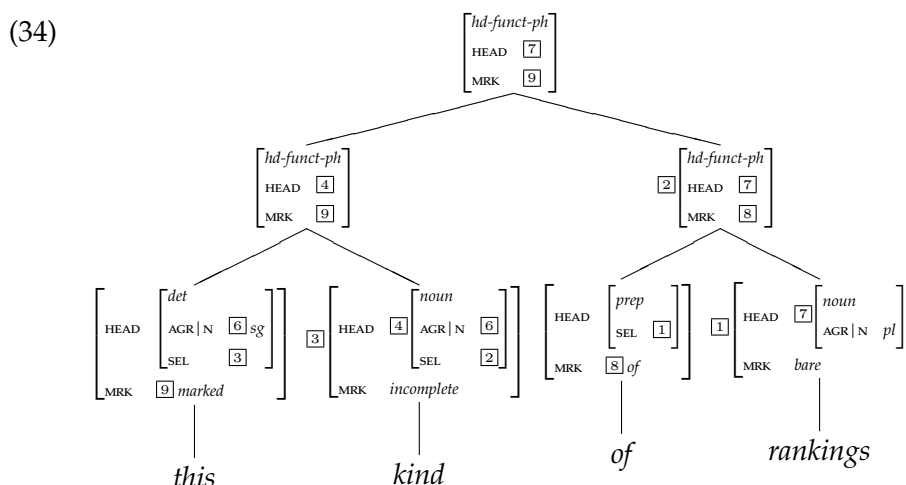 (34)
hd-funct-ph
HEAD 7
MRK 9
hd-funct-ph
HEAD 4
MRK 9
2 hd-funct-ph
HEAD 7
MRK 8
HEAD det
AGR|N 6 sg
SEL 3
MRK 9 marked
3 HEAD 4 noun
AGR|N 6
SEL 2
MRK incomplete
HEAD prep
SEL 1
MRK 8 of
1 HEAD 7 noun
AGR|N pl
MRK bare
this
kind
of
rankings